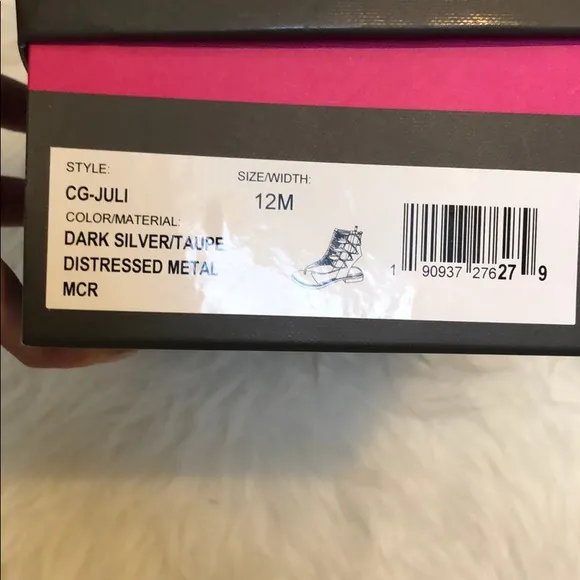 STYLE:
CG-JULI
COLOR/MATERIAL:
DARK SILVER/TAUPE
DISTRESSED METAL
MCR
SIZE/WIDTH:
12M
1 90937 27627 9